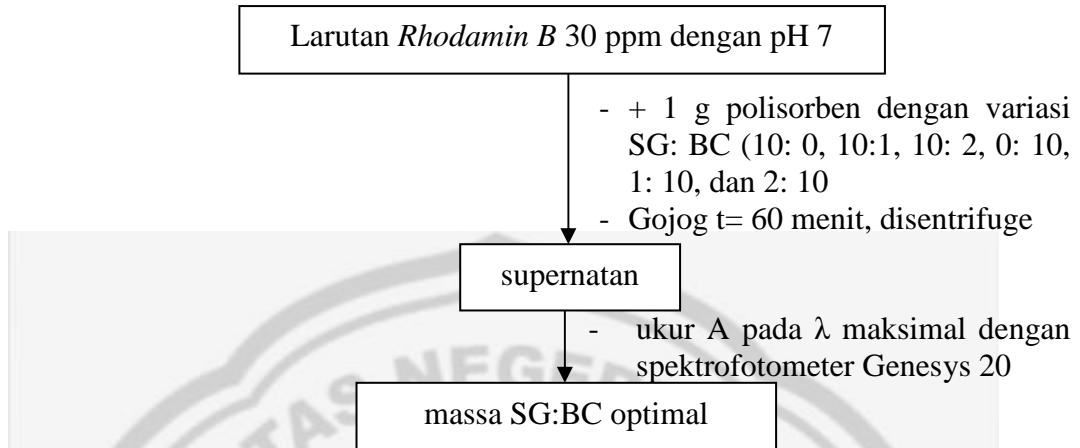 Larutan Rhodamin B 30 ppm dengan pH 7
- + 1 g polisorben dengan variasi
SG: BC (10: 0, 10:1, 10: 2, 0: 10,
1: 10, dan 2: 10
- Gojog t= 60 menit, disentrifuge
supernatan
- ukur A pada λ maksimal dengan
spektrofotometer Genesys 20
massa SG:BC optimal